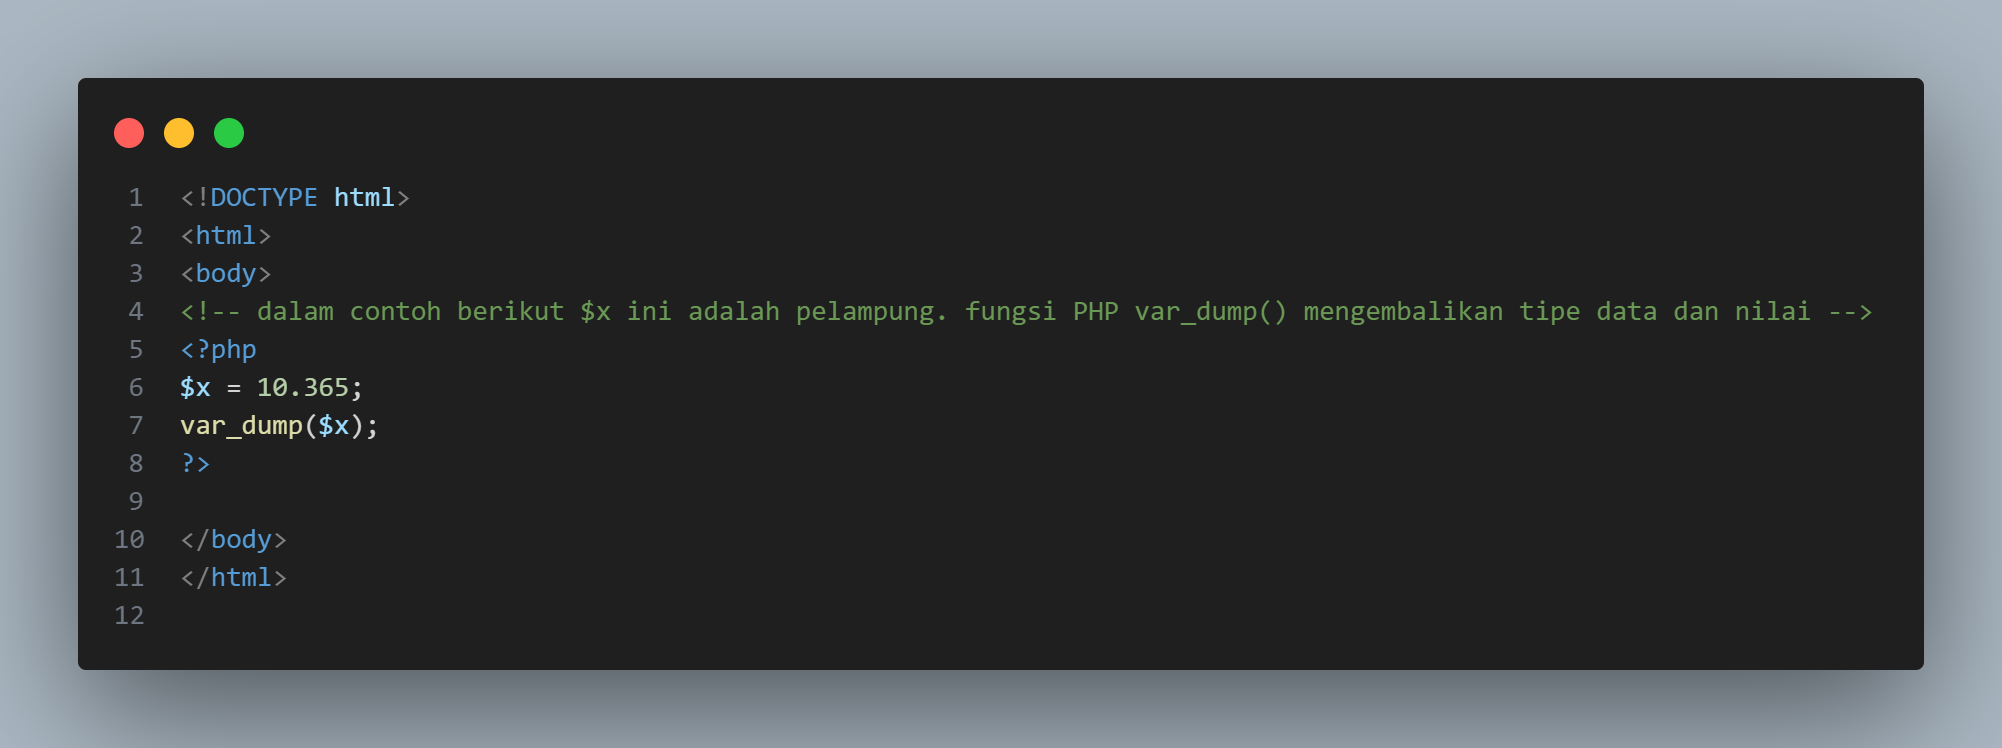 1 <!DOCTYPE html>
2 <html>
3 <body>
4 <!-- dalam contoh berikut $x ini adalah pelampung. fungsi PHP var_dump() mengembalikan tipe data dan nilai -->
5 <?php
6 $x = 10.365;
7 var_dump($x);
8 ?>
9
10 </body>
11 </html>
12